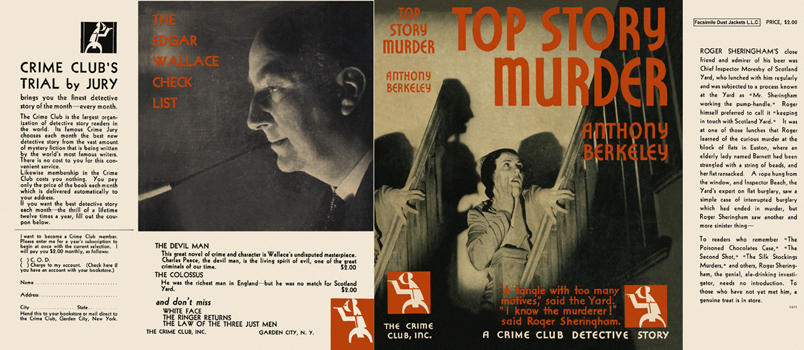 CRIME CLUB'S
TRIAL by JURY
brings you the finest detective
story of the month—every month.
The Crime Club is the largest organ-
ization of detective story readers in
the world. Its famous Crime Jury
chooses each month the best new
detective story from the vast amount
of mystery fiction that is being written
by the world's most famous writers.
There is no cost to you for this con-
venient service.
Likewise membership in the Crime
Club costs you nothing. You pay
only the price of the book each month
which is delivered automatically to
your address.
If you want the best detective story
each month—the thrill of a lifetime
twelve times a year, fill out the cou-
pon below.
I want to become a Crime Club member.
Please enter me for a year's subscription to
begin at once with the current selection. I
will pay you $2.00 monthly, as follows:
( ) C. O. D.
( ) Charge to my account. (Check here if
you have an account with your bookstore.)
Name
Address
City State
Hand this to your bookstore or mail direct to
the Crime Club, Garden City, New York.
THE
EDGAR
WALLACE
CHECK
LIST
THE DEVIL MAN
This great novel of crime and character is Wallace's undisputed masterpiece.
Charles Peace, the devil man, is the living spirit of evil, one of the great
criminals of our time. $2.00
THE COLOSSUS
He was the richest man in England—but he was no match for Scotland
Yard. $2.00
and don't miss
WHITE FACE
THE RINGER RETURNS
THE LAW OF THE THREE JUST MEN
THE CRIME CLUB, INC. GARDEN CITY, N. Y.
TOP
STORY
MURDER
ANTHONY
BERKELEY
THE CRIME
CLUB, INC.
TOP STORY
MURDER
ANTHONY
BERKELEY
"A tangle with too many
motives," said the Yard.
"I know the murderer!"
said Roger Sheringham.
A CRIME CLUB DETECTIVE STORY
Facsimile Dust Jackets L.L.C. PRICE, $2.00
ROGER SHERINGHAM'S close
friend and admirer of his beer was
Chief Inspector Moresby of Scotland
Yard, who lunched with him regularly
and was subjected to a process known
at the Yard as "Mr. Sheringham
working the pump-handle." Roger
himself preferred to call it "keeping
in touch with Scotland Yard." It was
at one of those lunches that Roger
learned of the curious murder at the
block of flats in Euston, where an
elderly lady named Barnett had been
strangled with a string of beads, and
her flat ransacked. A rope hung from
the window, and Inspector Beach, the
Yard's expert on flat burglary, saw a
simple case of interrupted burglary
which had ended in murder, but
Roger Sheringham saw another and
more sinister thing—
To readers who remember "The
Poisoned Chocolates Case," "The
Second Shot," "The Silk Stockings
Murders," and others, Roger Shering-
ham, the genial, ale-drinking investi-
gator, needs no introduction. To
those who have not yet met him, a
genuine treat is in store.